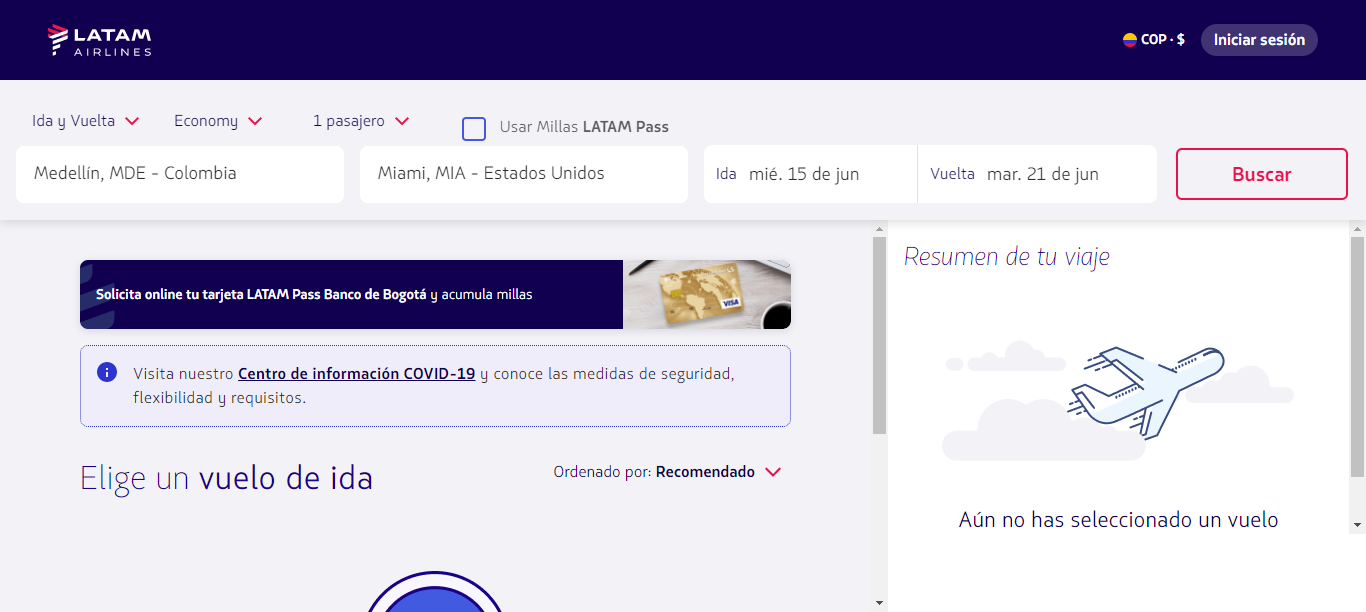 LATAM
AIRLINES
COP · $
Iniciar sesión
Ida y Vuelta
Economy
1 pasajero
Usar Millas LATAM Pass
Medellín, MDE - Colombia
Miami, MIA - Estados Unidos
Ida mié. 15 de jun
Vuelta mar. 21 de jun
Buscar
Solicita online tu tarjeta LATAM Pass Banco de Bogotá y acumula millas
VISA
Visita nuestro Centro de información COVID-19 y conoce las medidas de seguridad,
flexibilidad y requisitos.
Elige un vuelo de ida
Ordenado por: Recomendado
Resumen de tu viaje
Aún no has seleccionado un vuelo